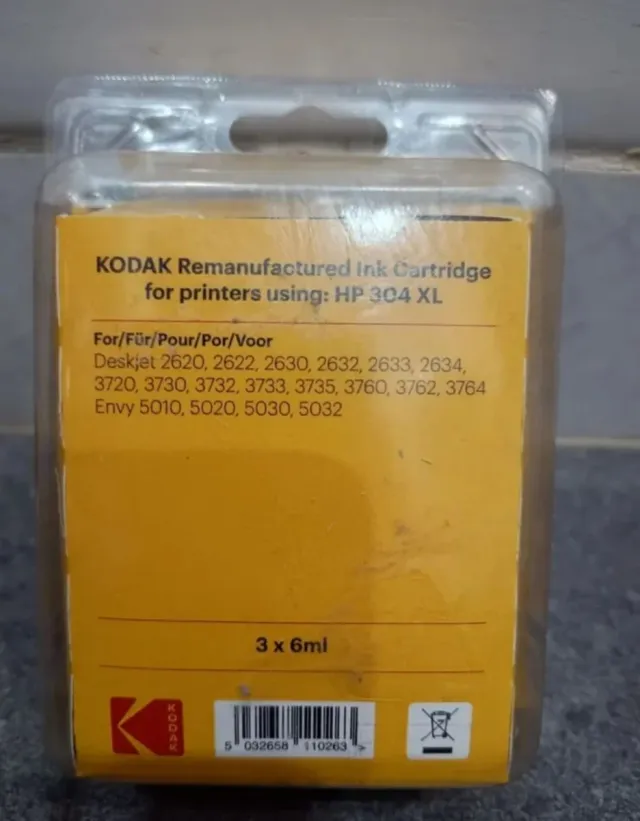 KODAK Remanufactured Ink Cartridge
for printers using: HP 304 XL
For/Für/Pour/Por/Voor
Deskjet 2620, 2622, 2630, 2632, 2633, 2634,
3720, 3730, 3732, 3733, 3735, 3760, 3762, 3764
Envy 5010, 5020, 5030, 5032
3 x 6ml
KODAK
5 032658 110263 >